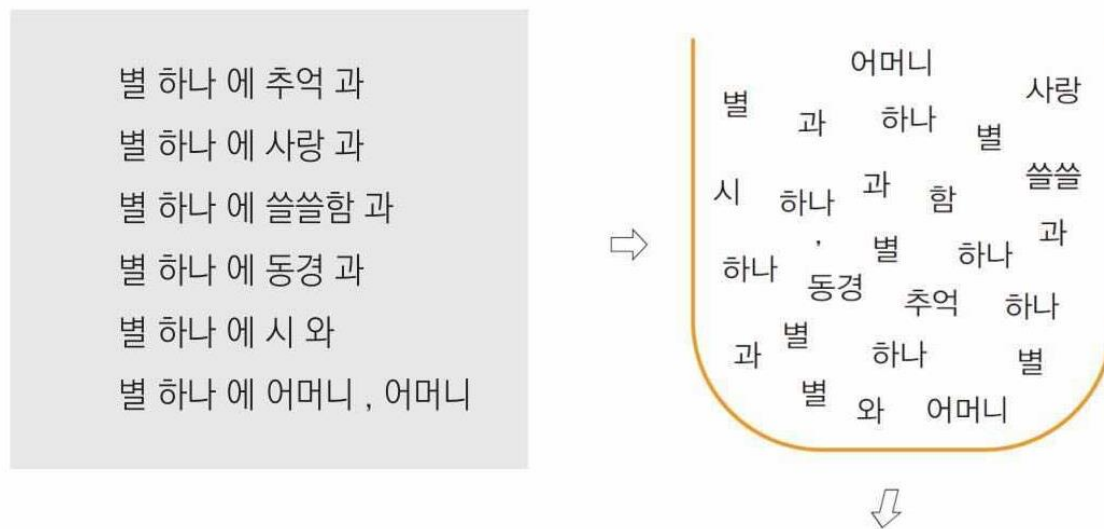 별 하나 에 추억 과
별 하나 에 사랑 과
별 하나 에 쓸쓸함 과
별 하나 에 동경 과
별 하나 에 시 와
별 하나 에 어머니 , 어머니
어머니
별 과 하나 별 사랑
시 하나 과 함 쓸쓸
하나 , 별 하나 과
동경 추억 하나
과 별 하나 별
별 와 어머니